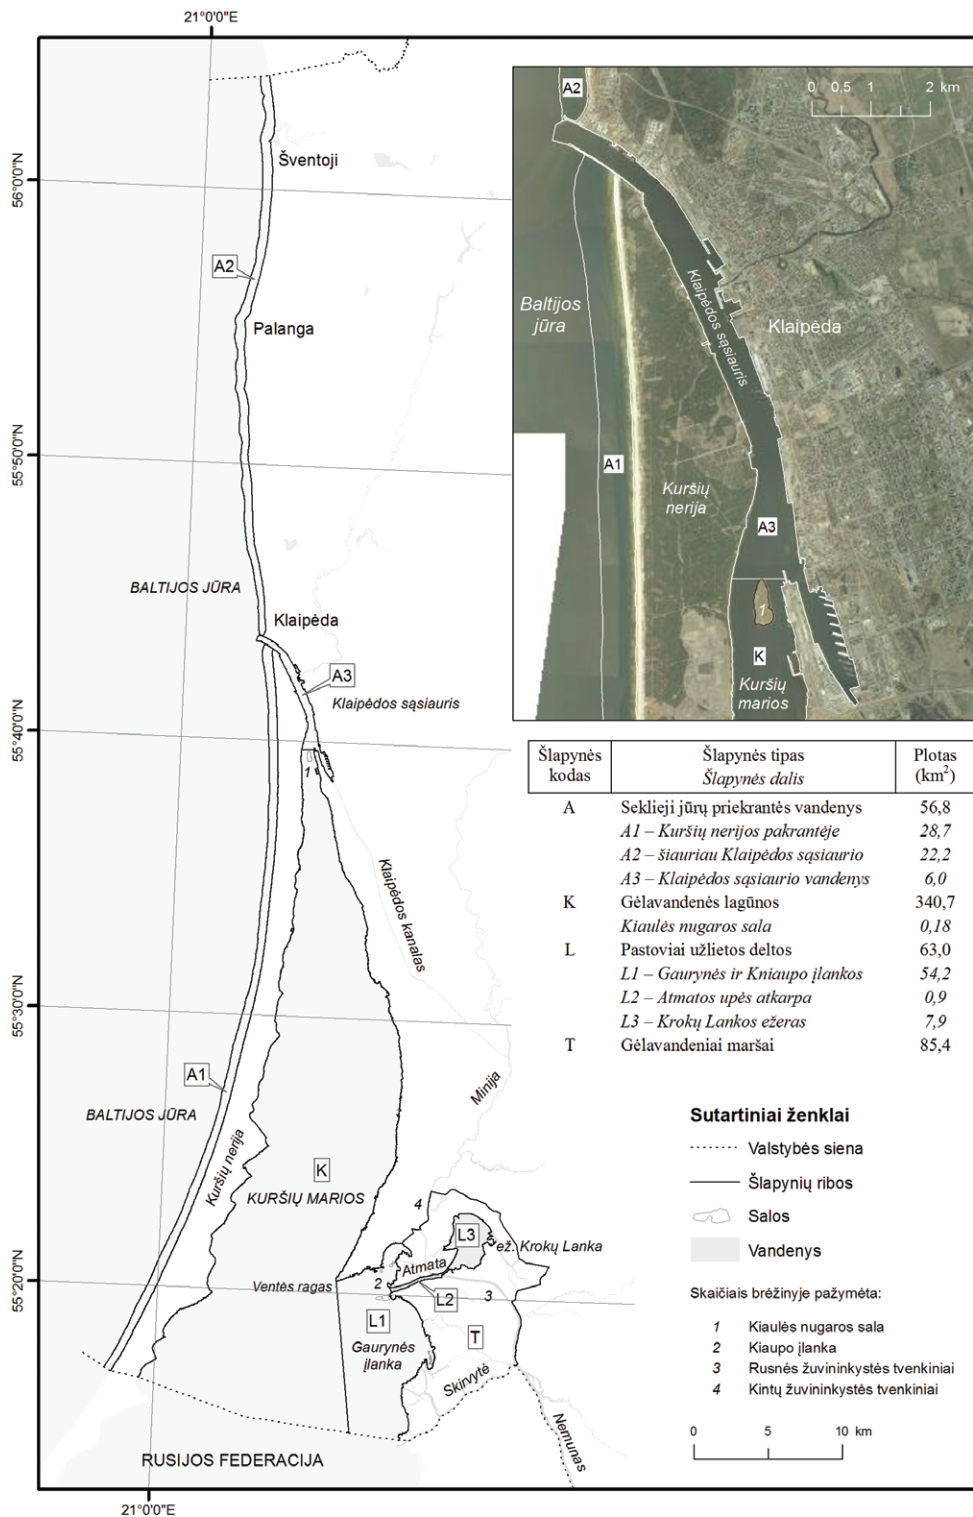 21°0'0"E
56°0'0"N
55°50'0"N
55°40'0"N
55°30'0"N
55°20'0"N
Šventoji
A2
Palanga
BALTIJOS JŪRA
Klaipėda
A3
Klaipėdos sąsiauris
1
Klaipėdos kanalas
A1
BALTIJOS JŪRA
Kuršių nerija
K
KURŠIŲ MARIOS
Minija
4
L3
ež. Krokų Lanka
Atmata
Ventės ragas
2
L2
3
L1
Gaurynės
įlanka
T
Skirvytė
Nemunas
RUSIJOS FEDERACIJA
21°0'0"E
A2
0 0,5 1 2 km
Baltijos
jūra
Klaipėdos sąsiauris
Klaipėda
A1
Kuršių
nerija
A3
1
K
Kuršių
marios
Šlapynės kodas Šlapynės tipas Šlapynės dalis Plotas (km²)
A Seklieji jūrų priekrantės vandenys 56,8
A1 – Kuršių nerijos pakrantėje 28,7
A2 – šiauriau Klaipėdos sąsiaurio 22,2
A3 – Klaipėdos sąsiaurio vandenys 6,0
K Gėlavandenės lagūnos 340,7
Kiaulės nugaros sala 0,18
L Pastoviai užlietos deltos 63,0
L1 – Gaurynės ir Kniaupo įlankos 54,2
L2 – Atmatos upės atkarpa 0,9
L3 – Krokų Lankos ežeras 7,9
T Gėlavandeniai maršai 85,4
Sutartiniai ženklai
Valstybės siena
Šlapynių ribos
Salos
Vandenys
Skaičiais brėžinyje pažymėta:
1 Kiaulės nugaros sala
2 Kiaupo įlanka
3 Rusnės žuvininkystės tvenkiniai
4 Kintų žuvininkystės tvenkiniai
0 5 10 km